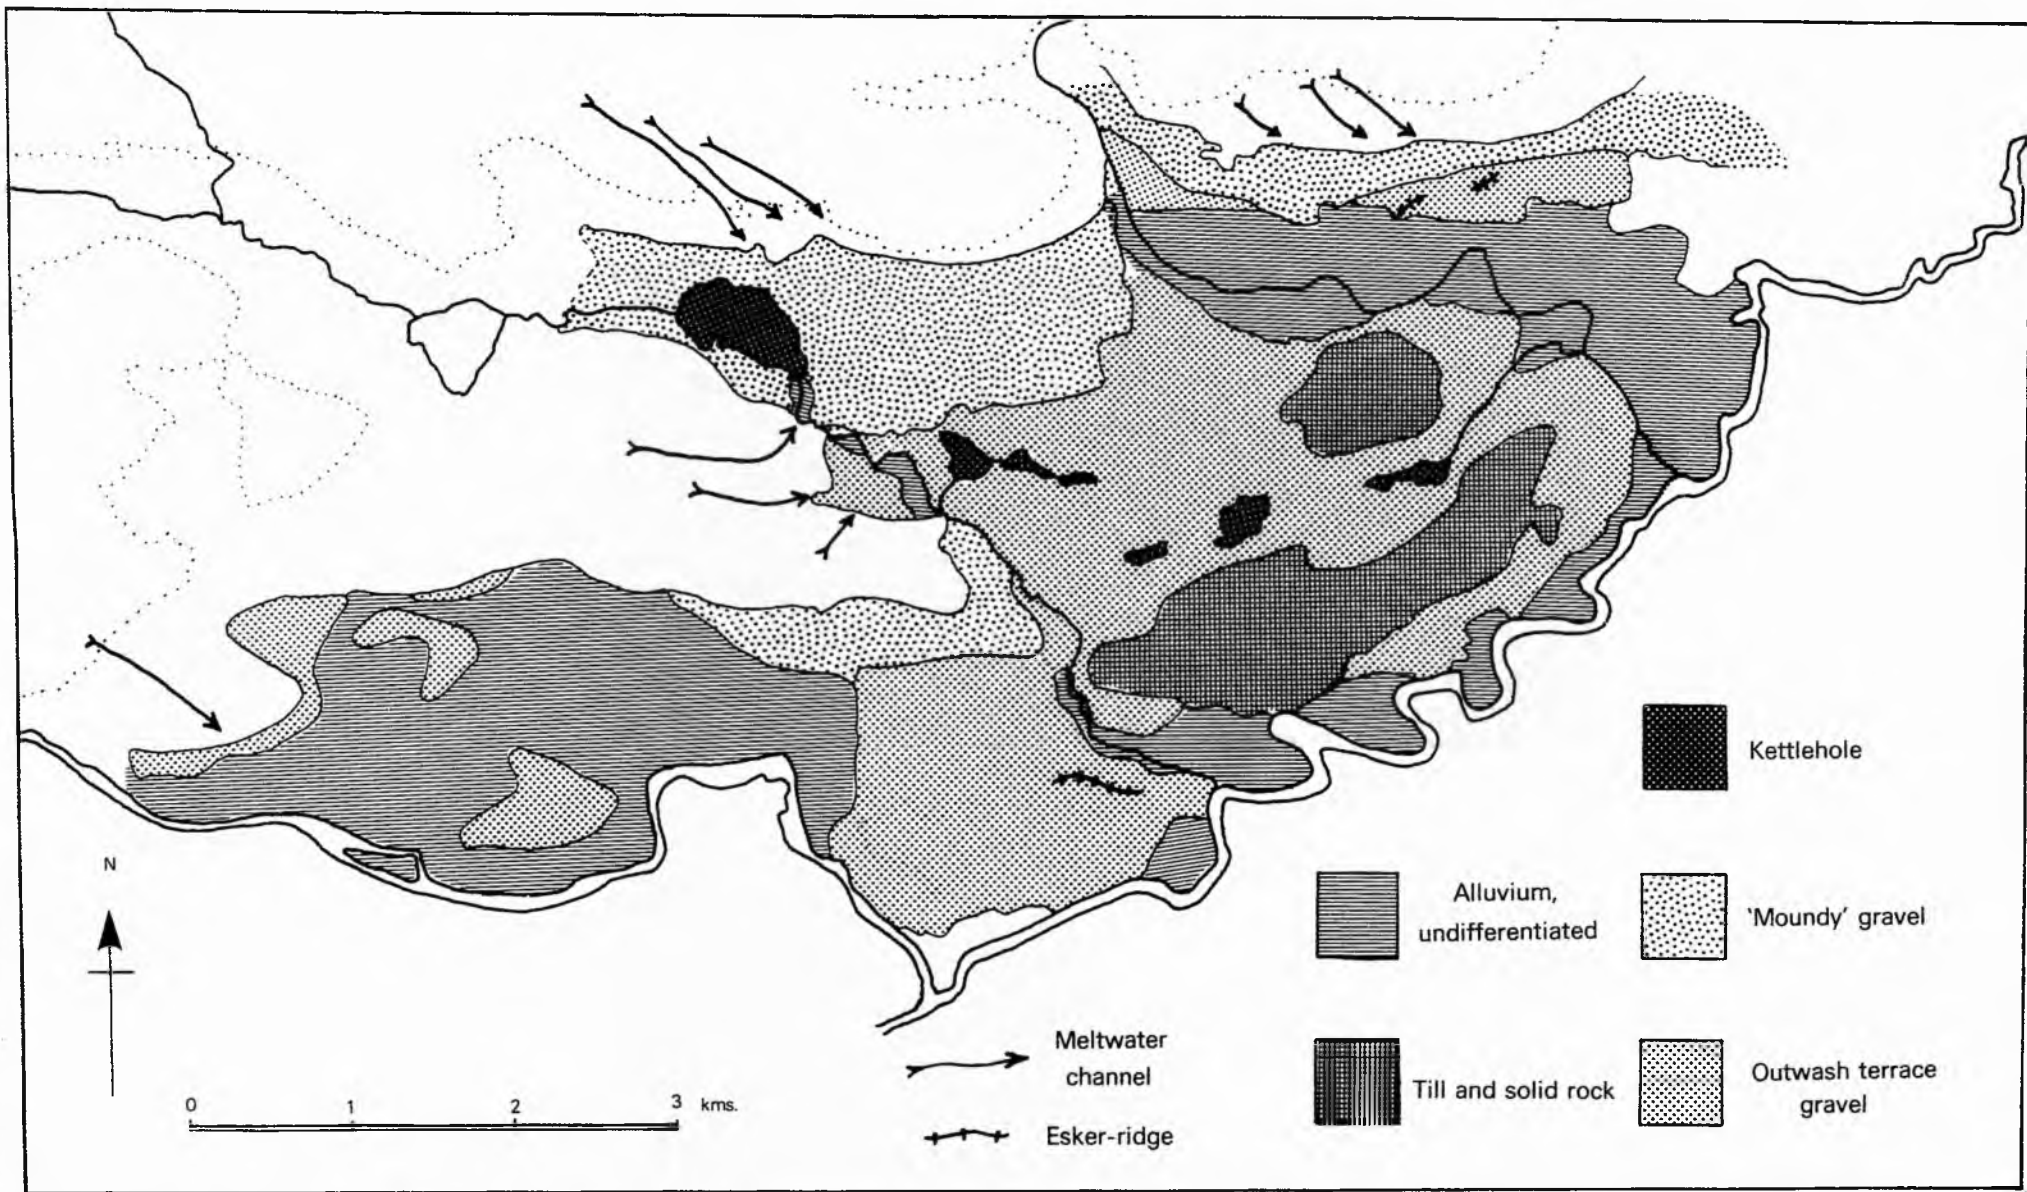 N
0 1 2 3 kms.
Meltwater
channel
Esker-ridge
Kettlehole
Alluvium,
undifferentiated
'Moundy' gravel
Till and solid rock
Outwash terrace
gravel